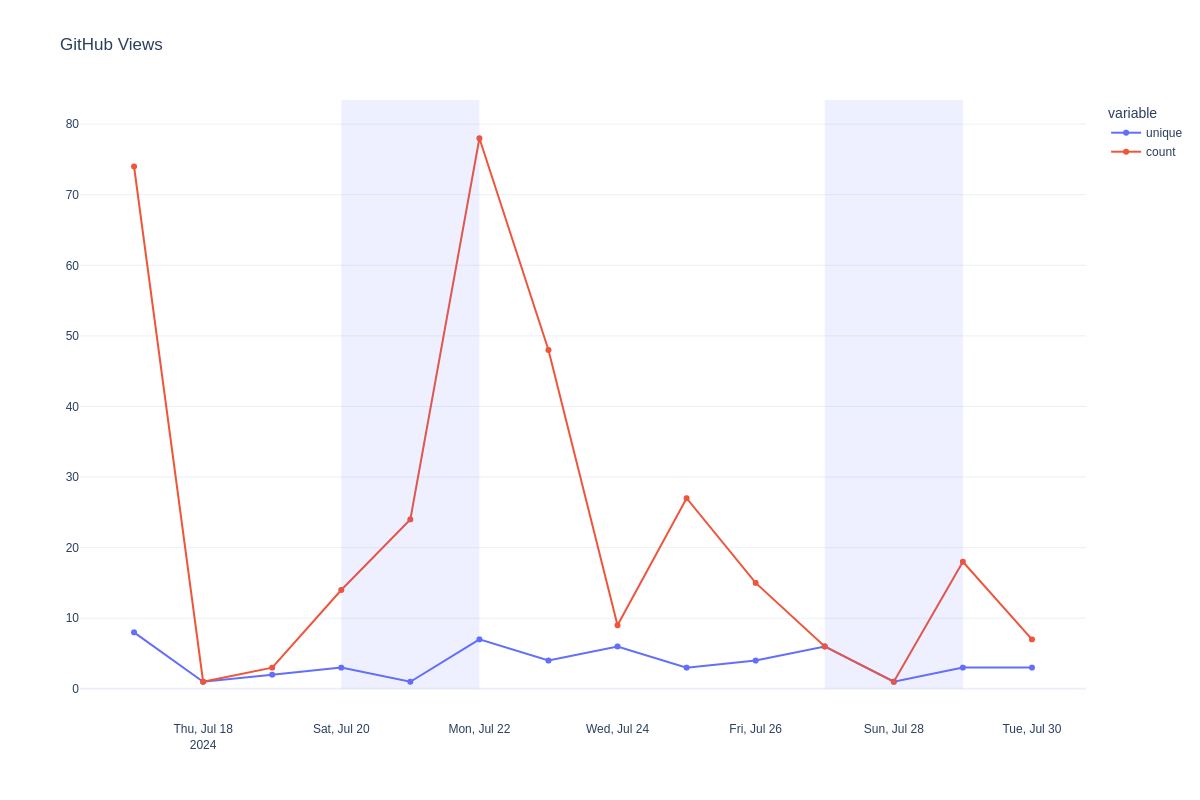 GitHub Views
variable
unique
count
80
70
60
50
40
30
20
10
0
Thu, Jul 18
2024
Sat, Jul 20
Mon, Jul 22
Wed, Jul 24
Fri, Jul 26
Sun, Jul 28
Tue, Jul 30